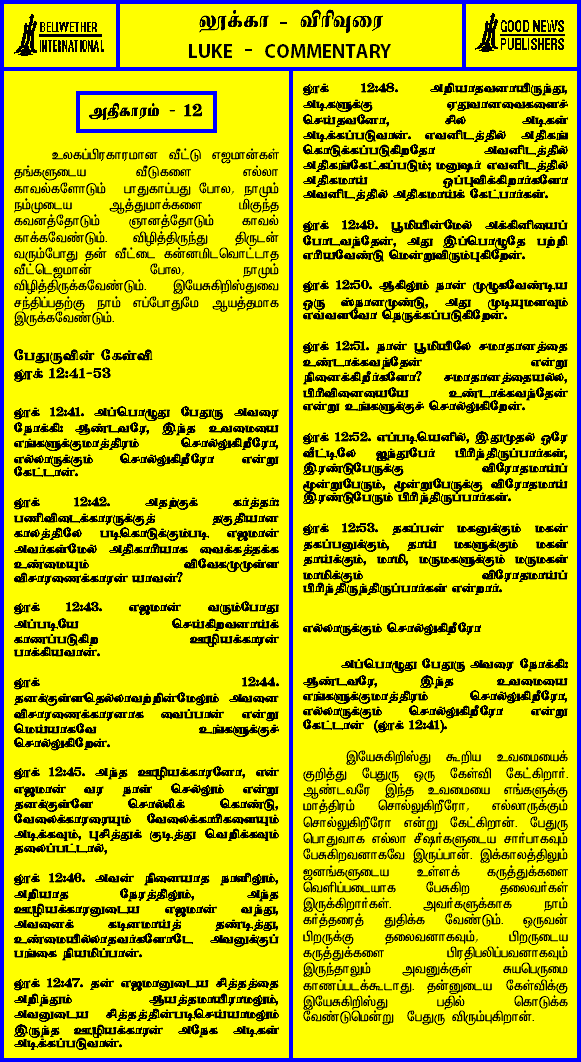 BELLWETHER
INTERNATIONAL
லூக்கா - விரிவுரை
LUKE - COMMENTARY
GOOD NEWS
PUBLISHERS
அதிகாரம் - 12
உலகப்பிரகாரமான வீட்டு எஜமான்கள்
தங்களுடைய வீடுகளை எல்லா
காவல்களோடும் பாதுகாப்பது போல, நாமும்
நம்முடைய ஆத்துமாக்களை மிகுந்த
கவனத்தோடும் ஞானத்தோடும் காவல்
காக்கவேண்டும். விழித்திருந்து திருடன்
வரும்போது தன் வீட்டை கன்னமிடவொட்டாத
வீட்டெஜமான் போல, நாமும்
விழித்திருக்கவேண்டும். இயேசுகிறிஸ்துவை
சந்திப்பதற்கு நாம் எப்போதுமே ஆயத்தமாக
இருக்கவேண்டும்.
பேதுருவின் கேள்வி
லூக் 12:41-53
லூக் 12:41. அப்பொழுது பேதுரு அவரை
நோக்கி: ஆண்டவரே, இந்த உவமையை
எங்களுக்குமாத்திரம் சொல்லுகிறீரோ,
எல்லாருக்கும் சொல்லுகிறீரோ என்று
கேட்டான்.
லூக் 12:42. அதற்குக் கர்த்தர்:
பணிவிடைக்காரருக்குத் தகுதியான
காலத்திலே படிகொடுக்கும்படி எஜமான்
அவர்கள்மேல் அதிகாரியாக வைக்கத்தக்க
உண்மையும் விவேகமுமுள்ள
விசாரணைக்காரன் யாவன்?
லூக் 12:43. எஜமான் வரும்போது
அப்படியே செய்கிறவனாய்க்
காணப்படுகிற ஊழியக்காரன்
பாக்கியவான்.
லூக் 12:44.
தனக்குள்ளதெல்லாவற்றின்மேலும் அவனை
விசாரணைக்காரனாக வைப்பான் என்று
மெய்யாகவே உங்களுக்குச்
சொல்லுகிறேன்.
லூக் 12:45. அந்த ஊழியக்காரனோ, என்
எஜமான் வர நாள் செல்லும் என்று
தனக்குள்ளே சொல்லிக் கொண்டு,
வேலைக்காரரையும் வேலைக்காரிகளையும்
அடிக்கவும், புசித்துக் குடித்து வெறிக்கவும்
தலைப்பட்டால்,
லூக் 12:46. அவன் நினையாத நாளிலும்,
அறியாத நேரத்திலும், அந்த
ஊழியக்காரனுடைய எஜமான் வந்து,
அவனைக் கடினமாய்த் தண்டித்து,
உண்மையில்லாதவர்களோடே அவனுக்குப்
பங்கை நியமிப்பான்.
லூக் 12:47. தன் எஜமானுடைய சித்தத்தை
அறிந்தும் ஆயத்தமாயிராமலும்,
அவனுடைய சித்தத்தின்படிசெய்யாமலும்
இருந்த ஊழியக்காரன் அநேக அடிகள்
அடிக்கப்படுவான்.
லூக் 12:48. அறியாதவனாயிருந்து,
அடிகளுக்கு ஏதுவானவைகளைச்
செய்தவனோ, சில அடிகள்
அடிக்கப்படுவான். எவனிடத்தில் அதிகங்
கொடுக்கப்படுகிறதோ அவனிடத்தில்
அதிகங்கேட்கப்படும்; மனுஷர் எவனிடத்தில்
அதிகமாய் ஒப்புவிக்கிறார்களோ
அவனிடத்தில் அதிகமாய்க் கேட்பார்கள்.
லூக் 12:49. பூமியின்மேல் அக்கினியைப்
போடவந்தேன், அது இப்பொழுதே பற்றி
எரியவேண்டு மென்றுவிரும்புகிறேன்.
லூக் 12:50. ஆகிலும் நான் முழுகவேண்டிய
ஒரு ஸ்நானமுண்டு, அது முடியுமளவும்
எவ்வளவோ நெருக்கப்படுகிறேன்.
லூக் 12:51. நான் பூமியிலே சமாதானத்தை
உண்டாக்கவந்தேன் என்று
நினைக்கிறீர்களோ? சமாதானத்தையல்ல,
பிரிவினையையே உண்டாக்கவந்தேன்
என்று உங்களுக்குச் சொல்லுகிறேன்.
லூக் 12:52. எப்படியெனில், இதுமுதல் ஒரே
வீட்டிலே ஐந்துபேர் பிரிந்திருப்பார்கள்,
இரண்டுபேருக்கு விரோதமாய்ப்
மூன்றுபேரும், மூன்றுபேருக்கு விரோதமாய்
இரண்டுபேரும் பிரிந்திருப்பார்கள்.
லூக் 12:53. தகப்பன் மகனுக்கும் மகன்
தகப்பனுக்கும், தாய் மகளுக்கும் மகள்
தாய்க்கும், மாமி, மருமகளுக்கும் மருமகள்
மாமிக்கும் விரோதமாய்ப்
பிரிந்திருந்திருப்பார்கள் என்றார்.
எல்லாருக்கும் சொல்லுகிறீரோ
அப்பொழுது பேதுரு அவரை நோக்கி:
ஆண்டவரே, இந்த உவமையை
எங்களுக்குமாத்திரம் சொல்லுகிறீரோ,
எல்லாருக்கும் சொல்லுகிறீரோ என்று
கேட்டான் (லூக் 12:41).
இயேசுகிறிஸ்து கூறிய உவமையைக்
குறித்து பேதுரு ஒரு கேள்வி கேட்கிறார்.
ஆண்டவரே இந்த உவமையை எங்களுக்கு
மாத்திரம் சொல்லுகிறீரோ, எல்லாருக்கும்
சொல்லுகிறீரோ என்று கேட்கிறான். பேதுரு
பொதுவாக எல்லா சீஷர்களுடைய சார்பாகவும்
பேசுகிறவனாகவே இருப்பான். இக்காலத்திலும்
ஜனங்களுடைய உள்ளக் கருத்துக்களை
வெளிப்படையாக பேசுகிற தலைவர்கள்
இருக்கிறார்கள். அவர்களுக்காக நாம்
கர்த்தரைத் துதிக்க வேண்டும். ஒருவன்
பிறருக்கு தலைவனாகவும், பிறருடைய
கருத்துக்களை பிரதிபலிப்பவனாகவும்
இருந்தாலும் அவனுக்குள் சுயபெருமை
காணப்படக்கூடாது. தன்னுடைய கேள்விக்கு
இயேசுகிறிஸ்து பதில் கொடுக்க
வேண்டுமென்று பேதுரு விரும்புகிறான்.